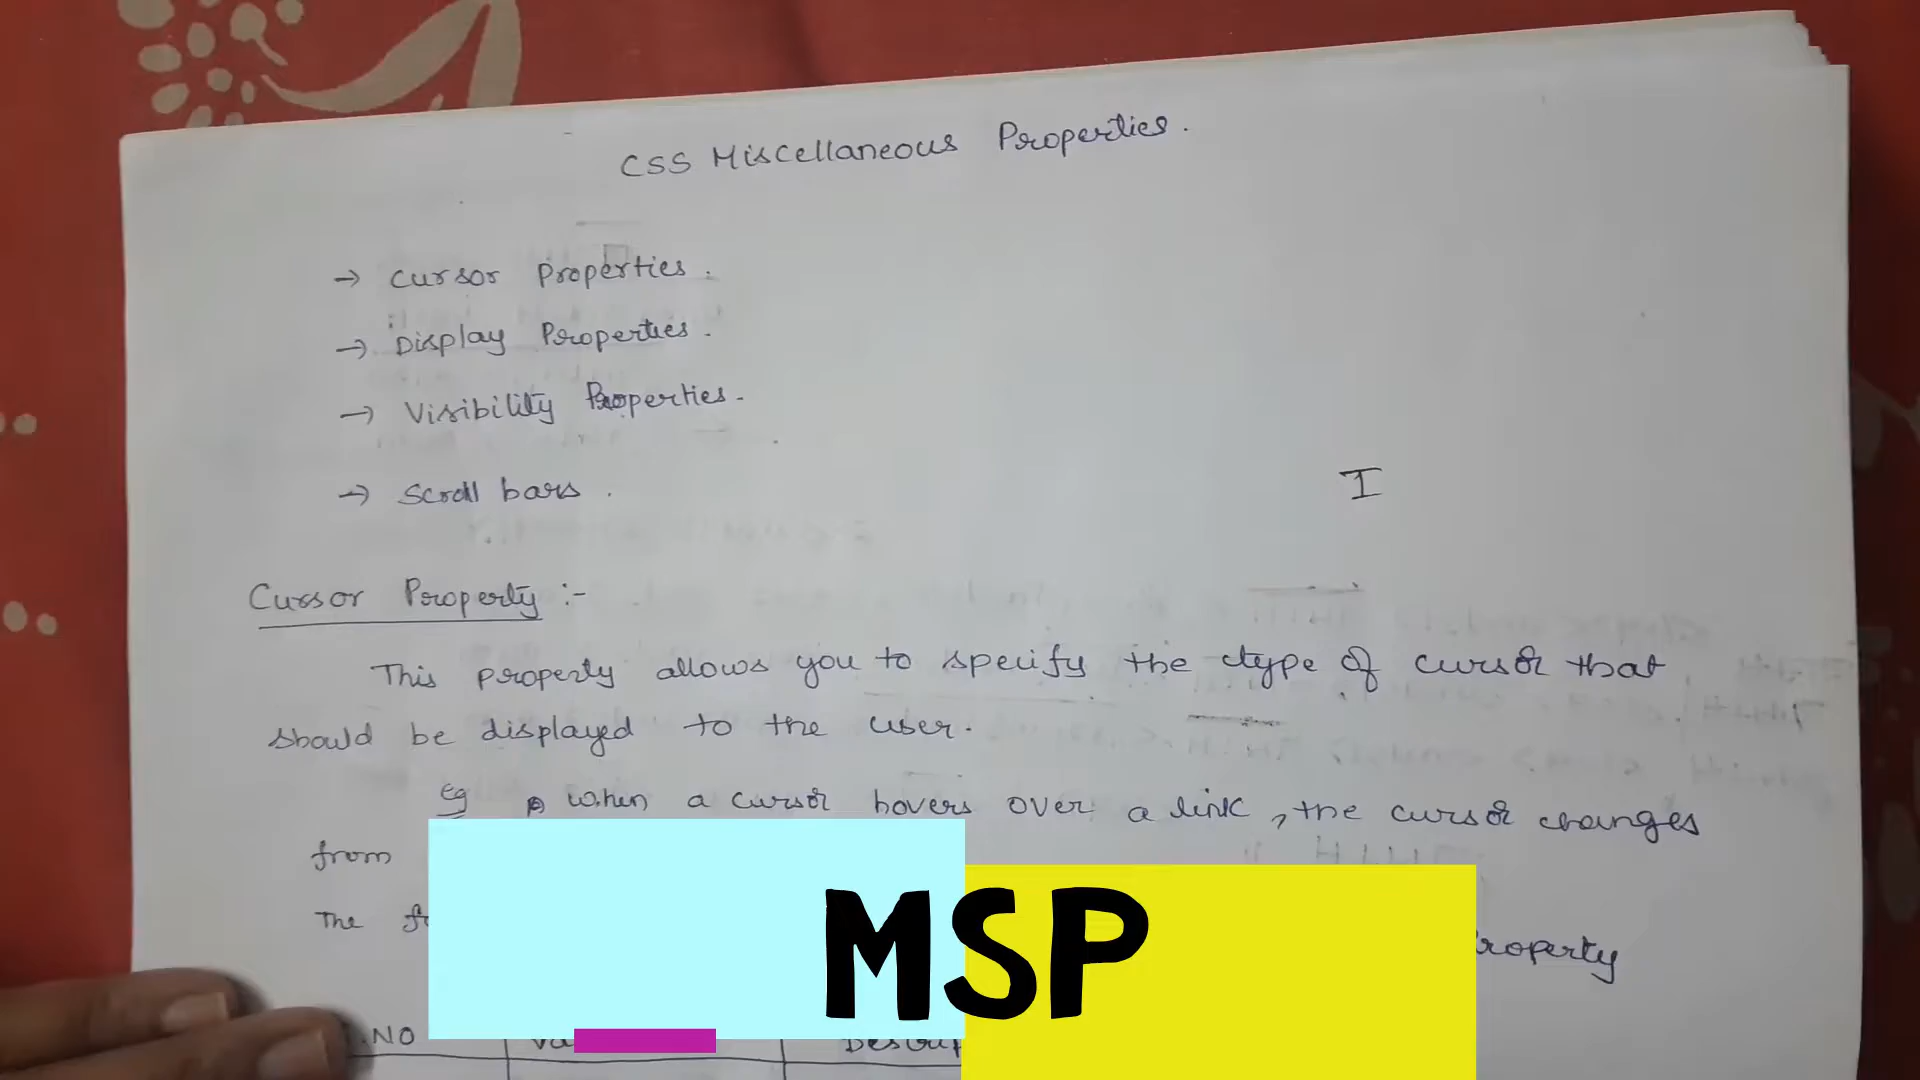 CSS Miscellaneous Properties.
→ cursor properties.
→ Display Properties.
→ Visibility Properties.
→ Scroll bars.
I
Cursor Property :-
This property allows you to specify the type of cursor that
should be displayed to the user.
Eg when a cursor hovers over a link, the cursor changes
from
The
MSP
roperty
.NO